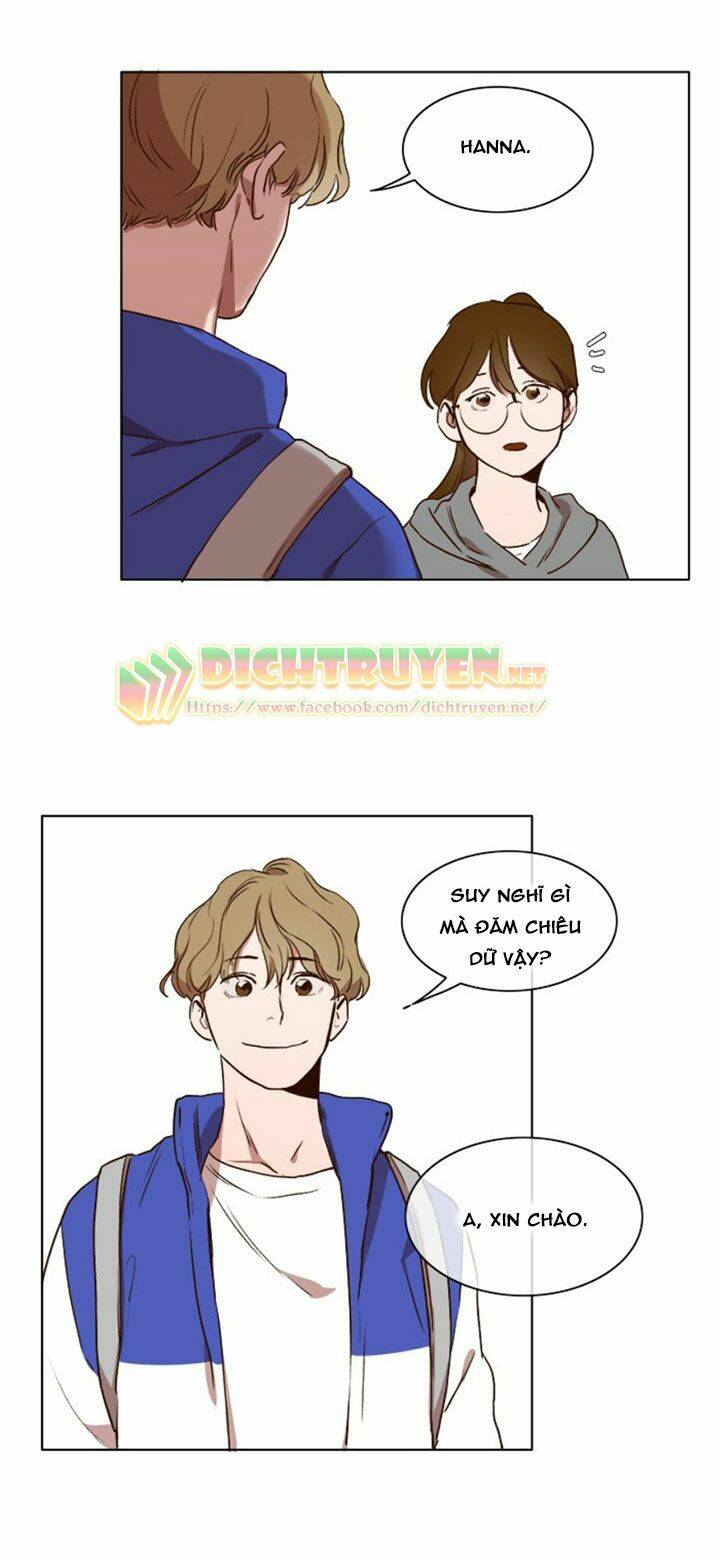 HANNA.
DICHTRUYEN.NET
Https://www.facebook.com/dichtruyen.net/
SUY NGHĨ GÌ
MÀ ĐĂM CHIÊU
DỮ VẬY?
A, XIN CHÀO.